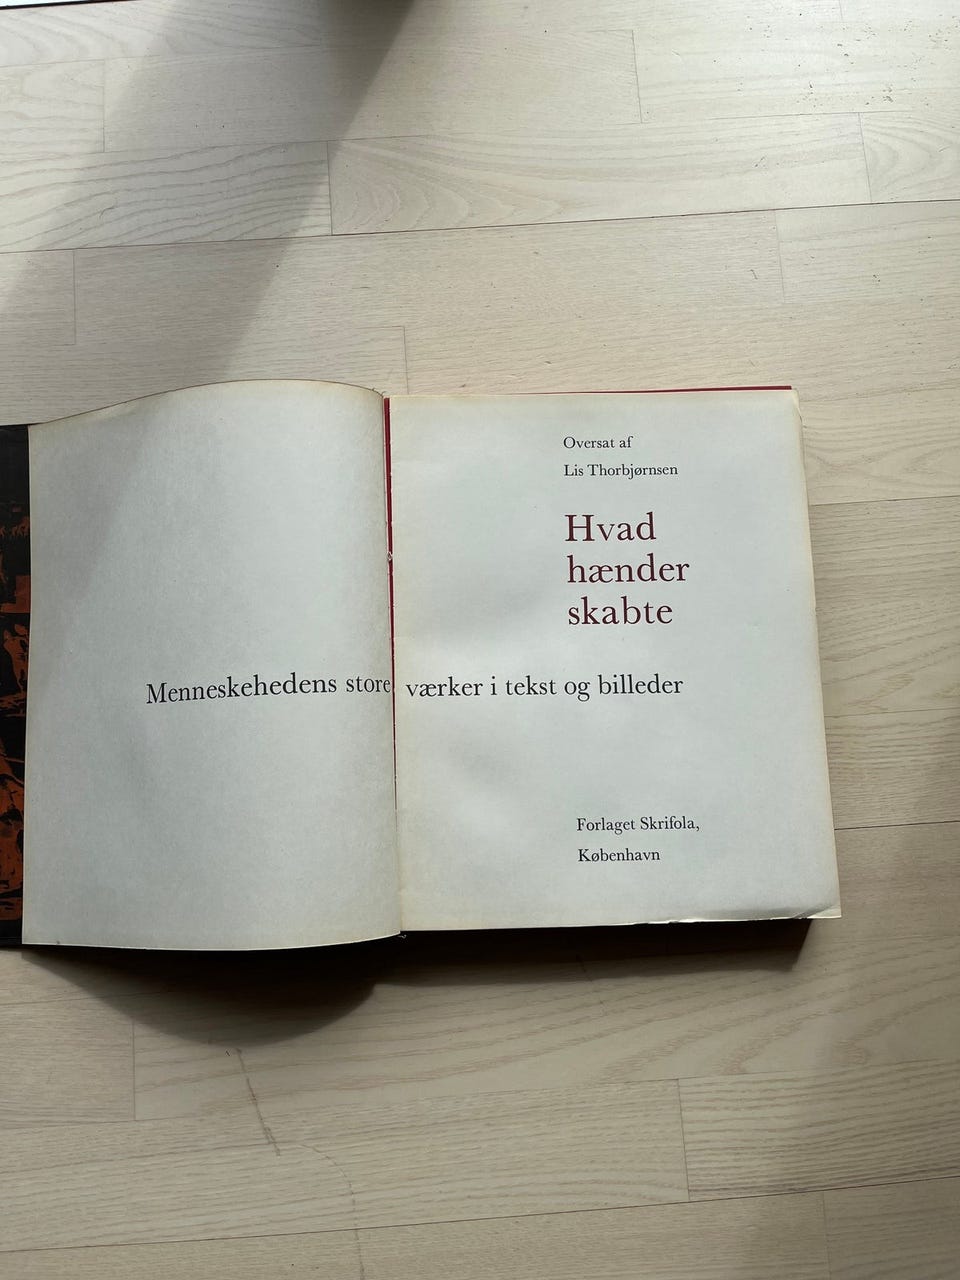 Oversat af
Lis Thorbjørnsen
Hvad
hænder
skabte
Menneskehedens store værker i tekst og billeder
Forlaget Skrifola,
København